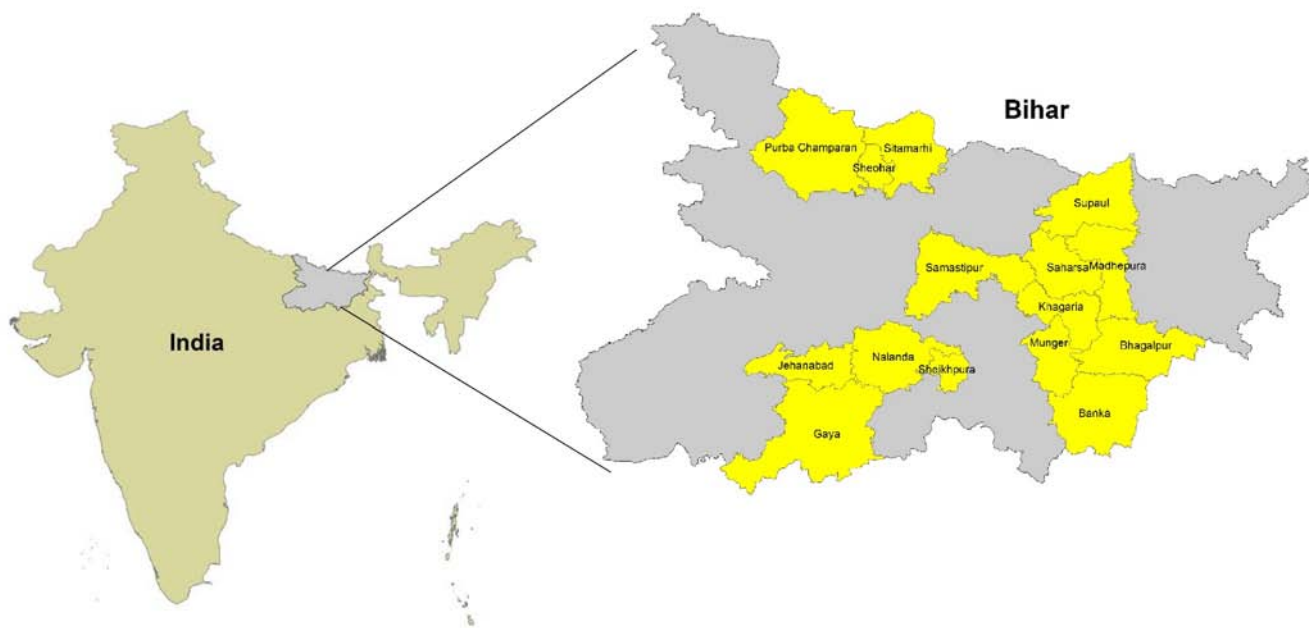 Bihar
Purba Champaran
Sitamarhi
Sheohar
Supaul
Samastipur
Saharsa
Madhepura
Khagaria
India
Munger
Bhagalpur
Jehanabad
Nalanda
Sheikhpura
Banka
Gaya